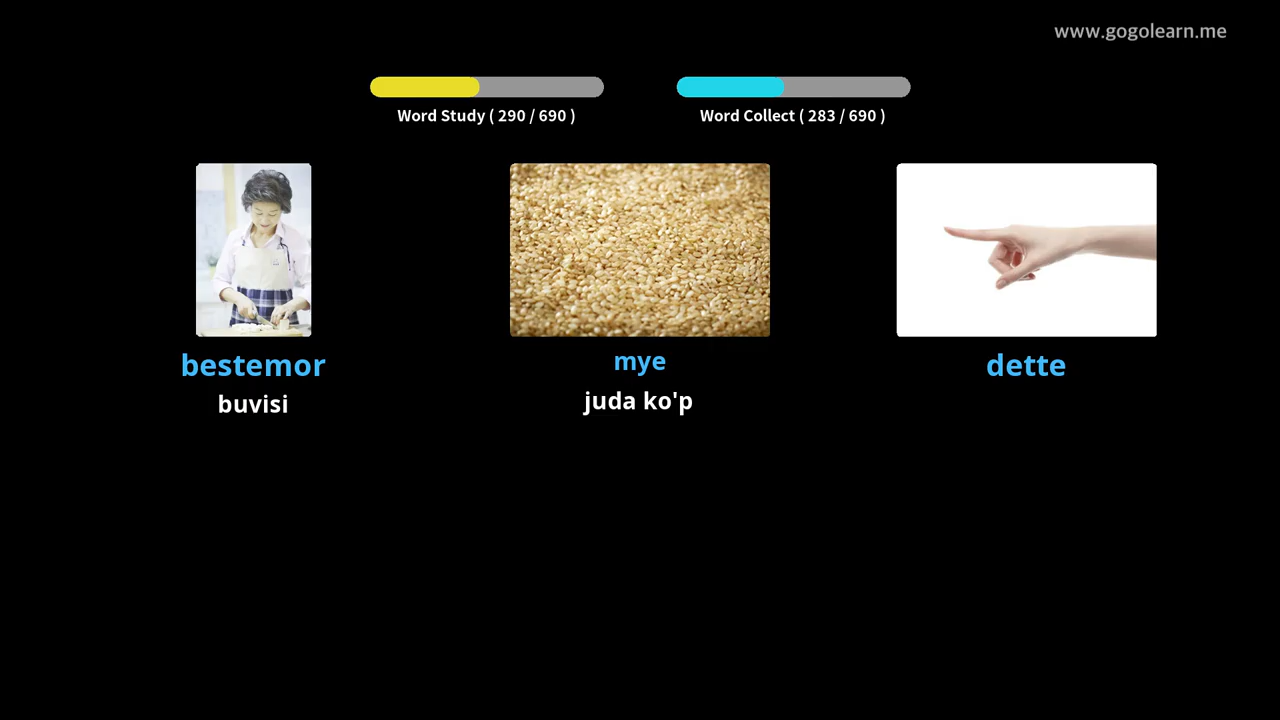 www.gogolearn.me
Word Study ( 290 / 690 )
Word Collect ( 283 / 690 )
bestemor
buvisi
mye
juda ko'p
dette